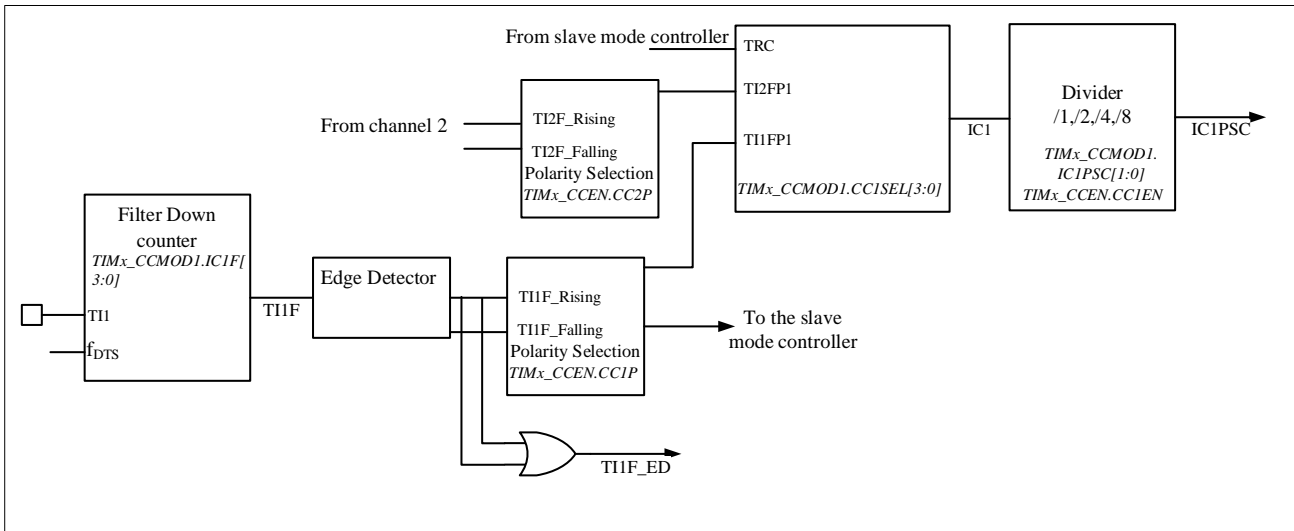 From slave mode controller
TRC
TI2FP1
TI1FP1
TIMx_CCMOD1.CC1SEL[3:0]
IC1
Divider
/1,/2,/4,/8
TIMx_CCMOD1.
IC1PSC[1:0]
TIMx_CCEN.CC1EN
IC1PSC
From channel 2
TI2F_Rising
TI2F_Falling
Polarity Selection
TIMx_CCEN.CC2P
Filter Down
counter
TIMx_CCMOD1.IC1F[
3:0]
TI1
fDTS
TI1F
Edge Detector
TI1F_Rising
TI1F_Falling
Polarity Selection
TIMx_CCEN.CC1P
To the slave
mode controller
TI1F_ED